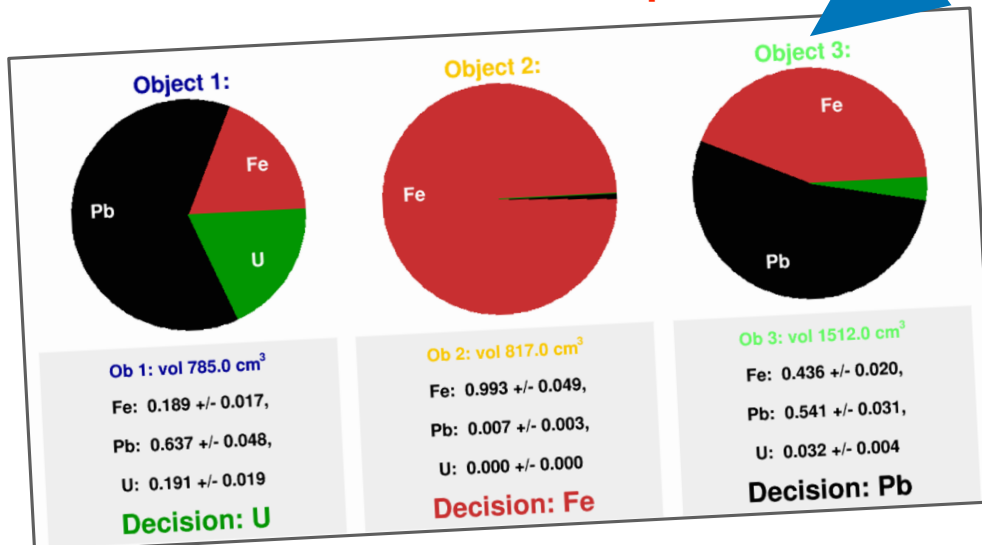 Object 1:
Fe
Pb
U
Ob 1: vol 785.0 cm³
Fe: 0.189 +/- 0.017,
Pb: 0.637 +/- 0.048,
U: 0.191 +/- 0.019
Decision: U
Object 2:
Fe
Ob 2: vol 817.0 cm³
Fe: 0.993 +/- 0.049,
Pb: 0.007 +/- 0.003,
U: 0.000 +/- 0.000
Decision: Fe
Object 3:
Fe
Pb
Ob 3: vol 1512.0 cm³
Fe: 0.436 +/- 0.020,
Pb: 0.541 +/- 0.031,
U: 0.032 +/- 0.004
Decision: Pb